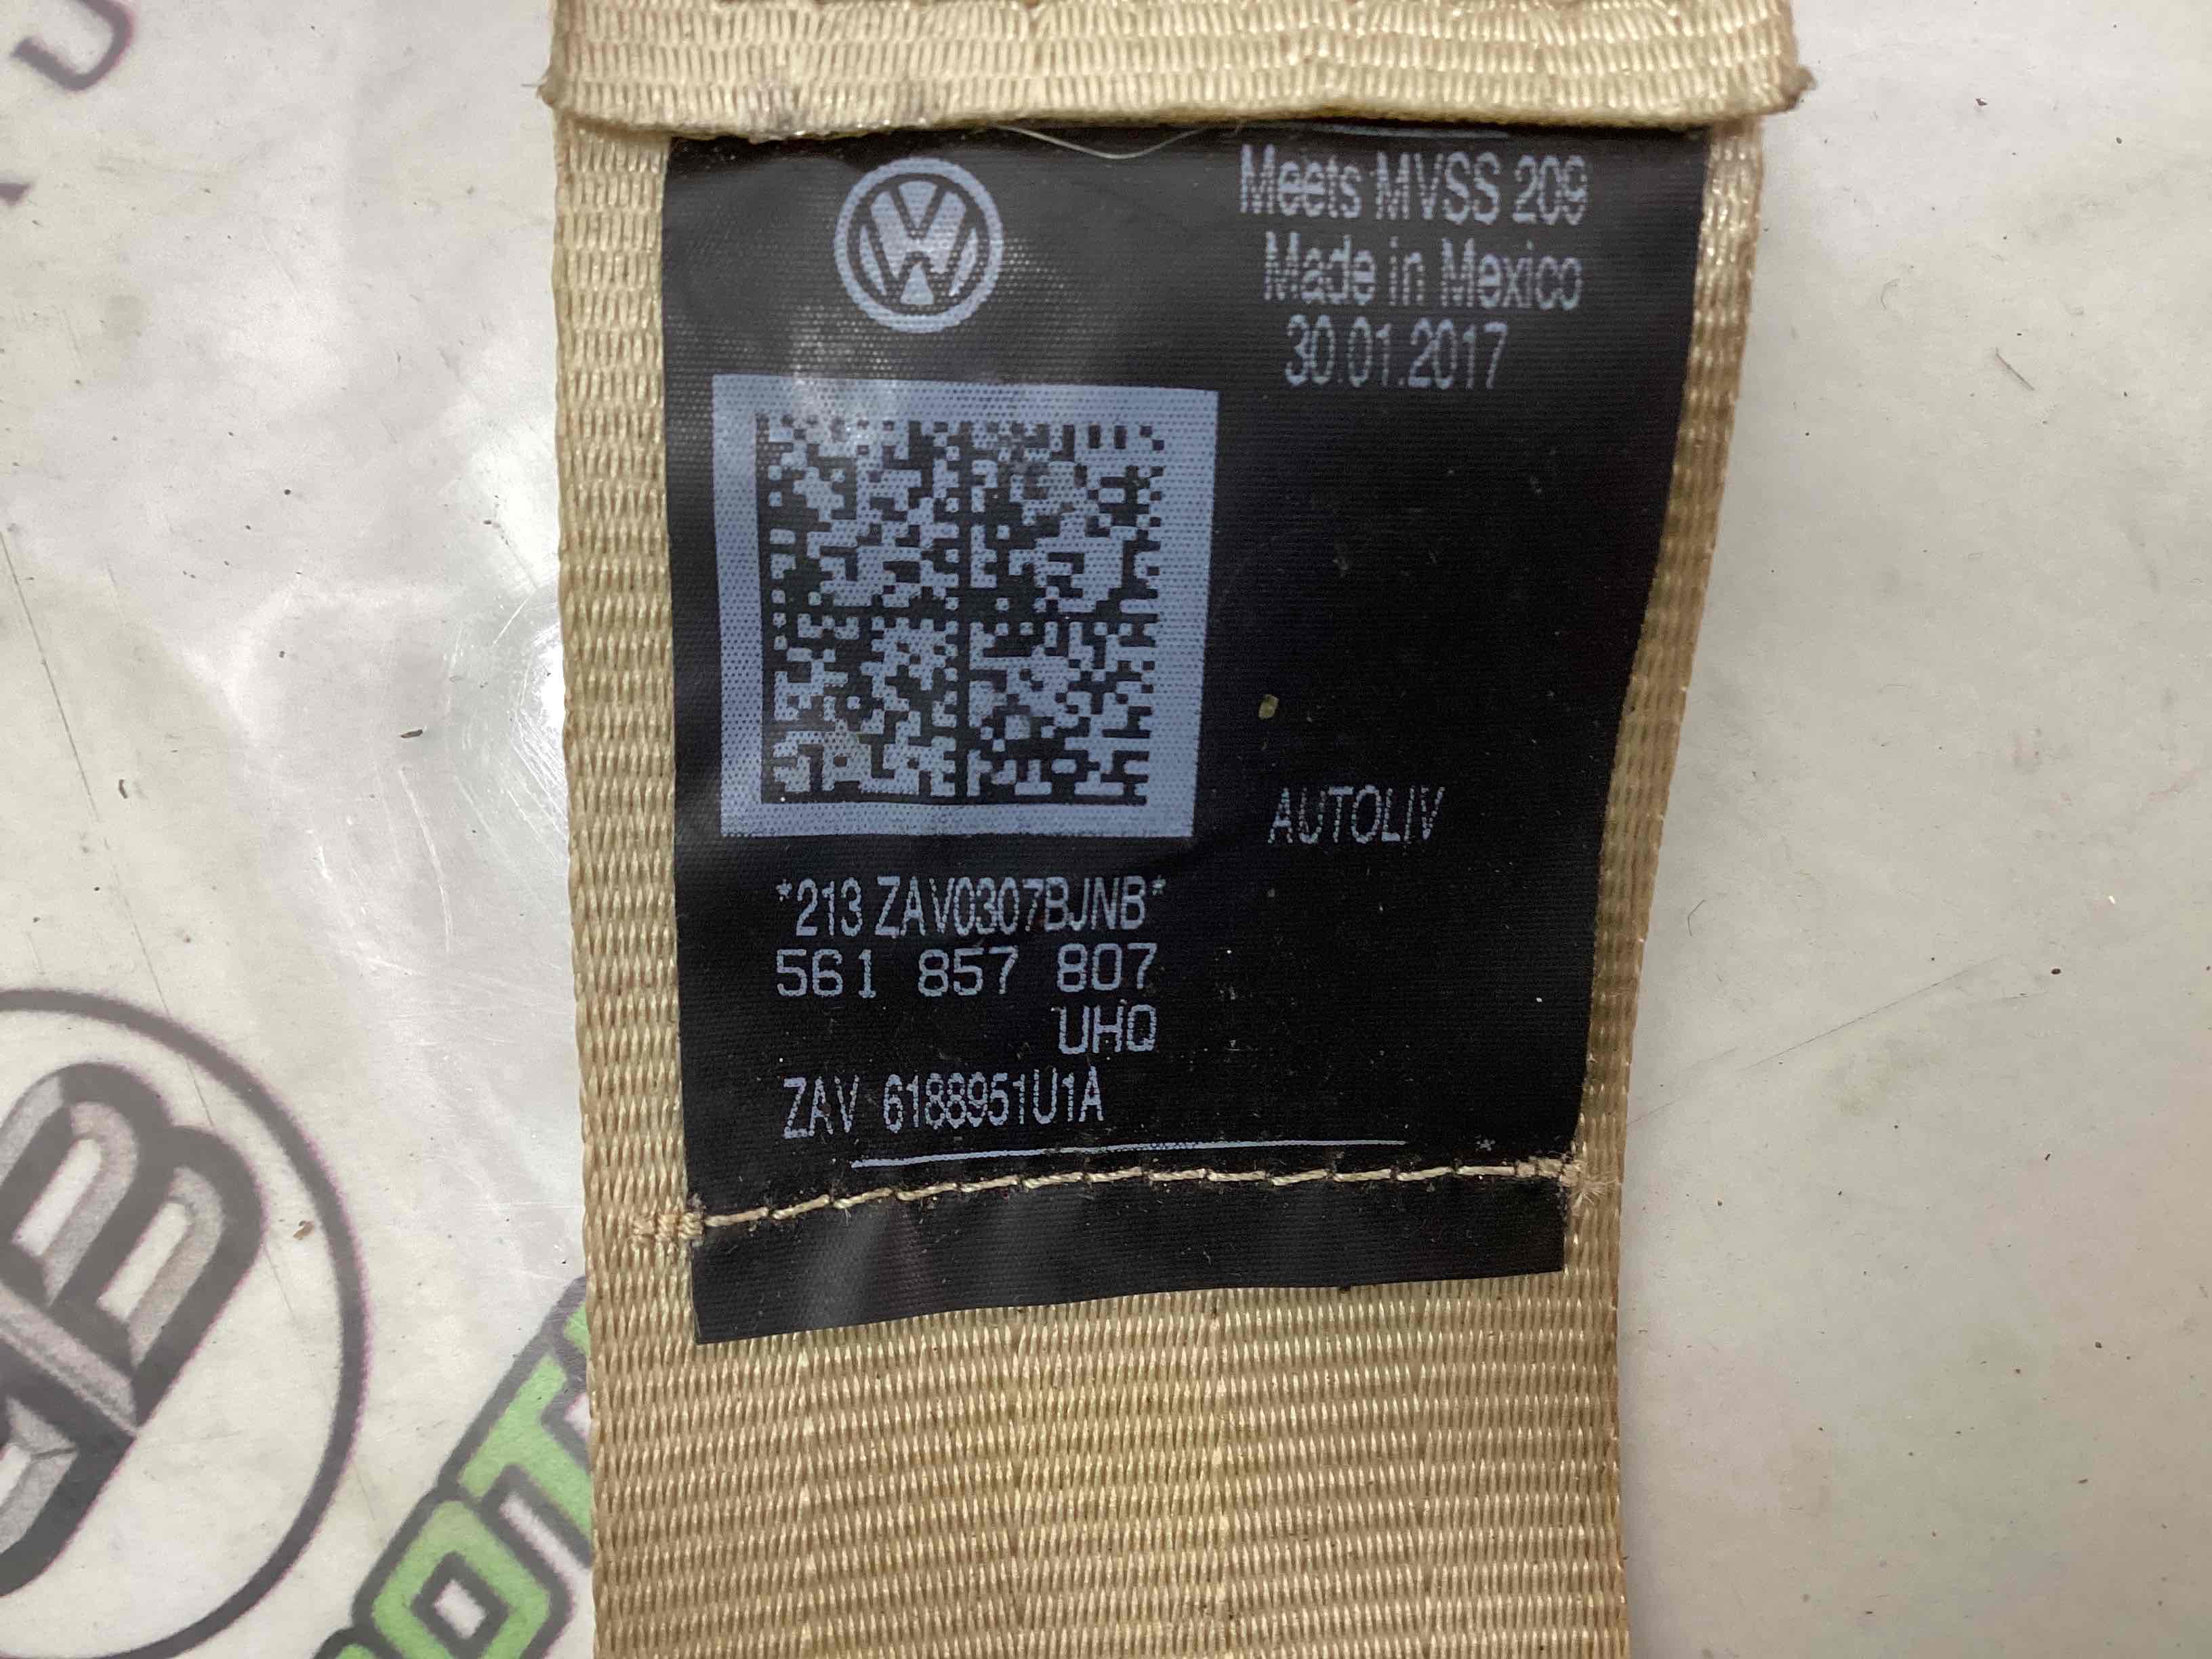 Meets MVSS 209
Made in Mexico
30.01.2017
AUTOLIV
*213 ZAV0307BJNB*
561 857 807
UHQ
ZAV 6188951U1A